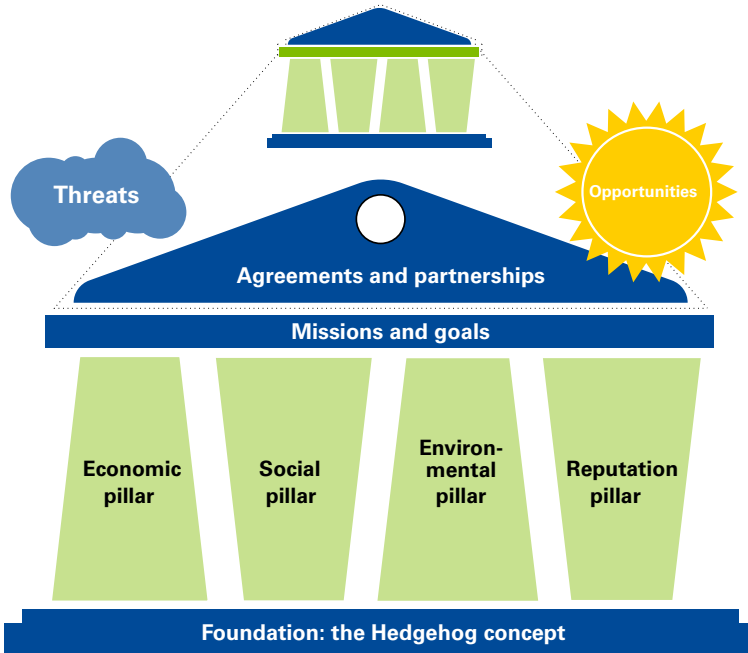 Threats
Opportunities
Agreements and partnerships
Missions and goals
Economic
pillar
Social
pillar
Environ-
mental
pillar
Reputation
pillar
Foundation: the Hedgehog concept